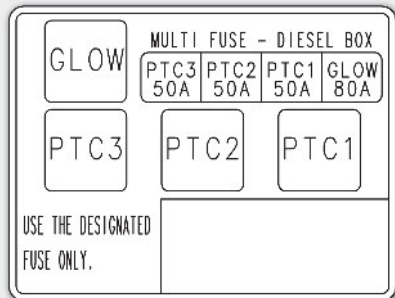 GLOW
MULTI FUSE - DIESEL BOX
PTC3 PTC2 PTC1 GLOW
50A 50A 50A 80A
PTC3 PTC2 PTC1
USE THE DESIGNATED
FUSE ONLY.